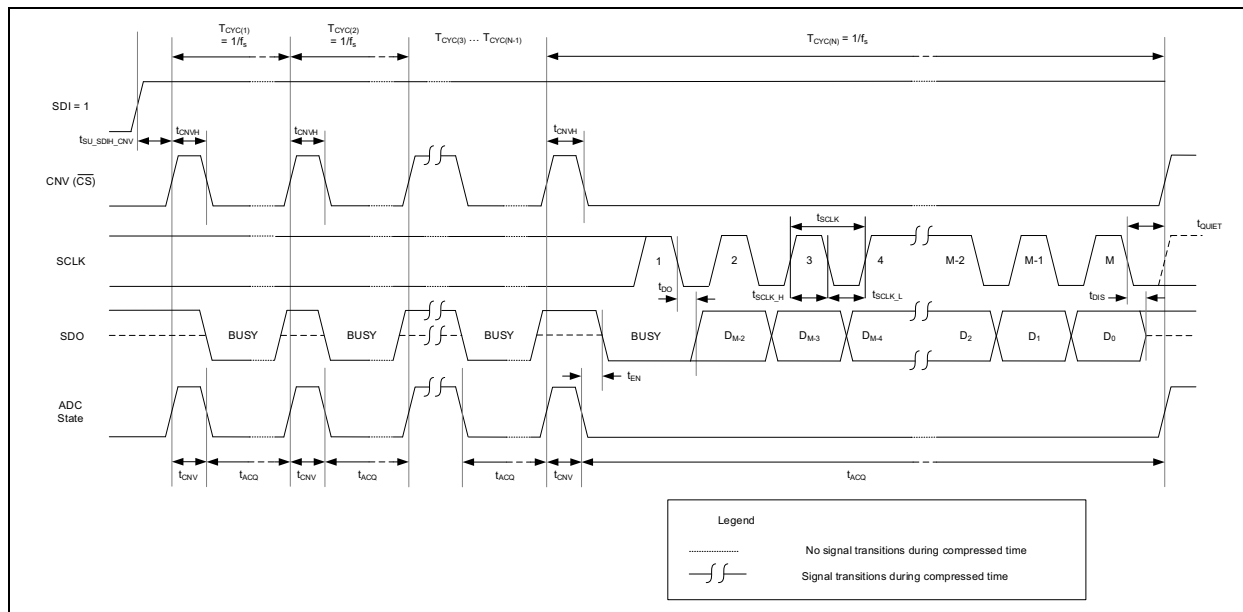 TCYC(1)
= 1/fs
TCYC(2)
= 1/fs
TCYC(3) ... TCYC(N-1)
TCYC(N) = 1/fs
SDI = 1
tSU_SDIH_CNV
tCNVH
tCNVH
tCNVH
CNV (CS)
tSCLK
tQUIET
SCLK
1
2
3
4
M-2
M-1
M
tDO
tSCLK_H
tSCLK_L
tDIS
SDO
BUSY
BUSY
BUSY
BUSY
DM-2
DM-3
DM-4
D2
D1
D0
tEN
ADC
State
tCNV
tACQ
tCNV
tACQ
tACQ
tCNV
tACQ
Legend
No signal transitions during compressed time
Signal transitions during compressed time